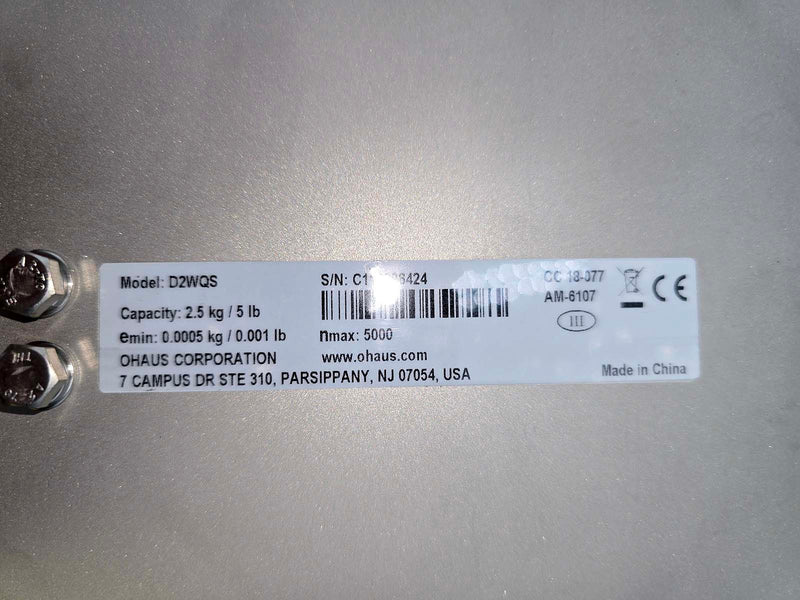 Model: D2WQS
S/N:
CC 18-077
AM-6107
CE
Capacity: 2.5 kg / 5 lb
III
emin: 0.0005 kg / 0.001 lb
nmax: 5000
OHAUS CORPORATION
www.ohaus.com
7 CAMPUS DR STE 310, PARSIPPANY, NJ 07054, USA
Made in China